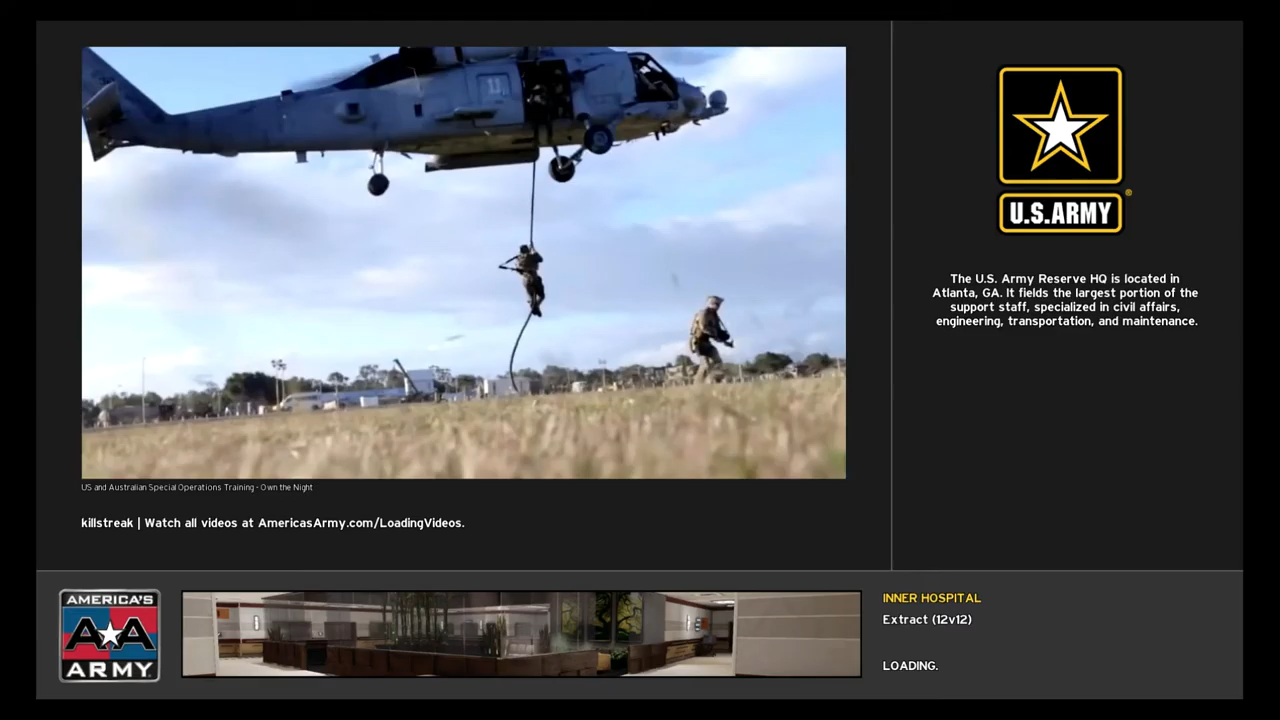 U.S.ARMY
®
The U.S. Army Reserve HQ is located in
Atlanta, GA. It fields the largest portion of the
support staff, specialized in civil affairs,
engineering, transportation, and maintenance.
US and Australian Special Operations Training - Own the Night
killstreak | Watch all videos at AmericasArmy.com/LoadingVideos.
AMERICA'S
AA
ARMY
INNER HOSPITAL
Extract (12v12)
LOADING.